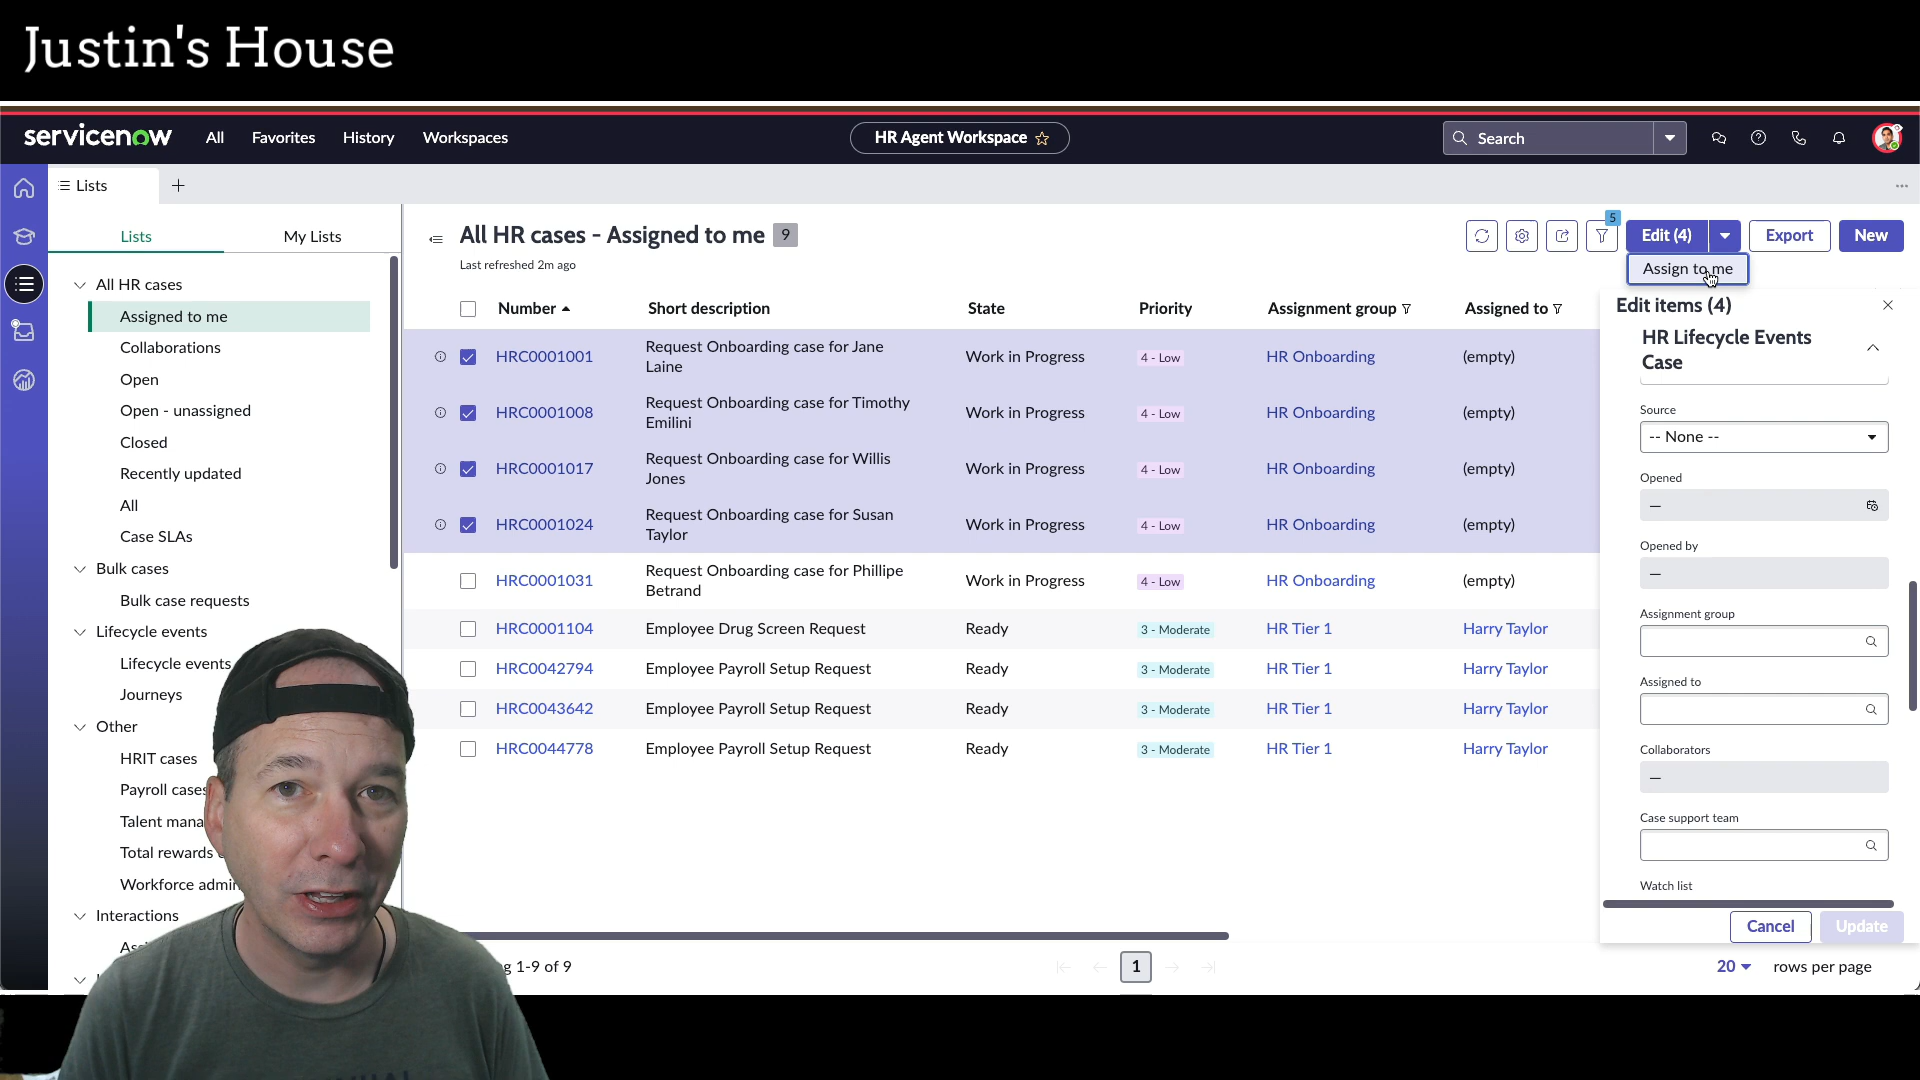 Justin's House
servicenow
All
Favorites
History
Workspaces
HR Agent Workspace
Search
Lists
Lists
My Lists
All HR cases
Assigned to me
Collaborations
Open
Open - unassigned
Closed
Recently updated
All
Case SLAs
Bulk cases
Bulk case requests
Lifecycle events
Lifecycle events
Journeys
Other
HRIT cases
Payroll cases
Talent mana
Total rewards
Workforce admin
Interactions
All HR cases - Assigned to me 9
Last refreshed 2m ago
5
Edit (4)
Export
New
Assign to me
Number
Short description
State
Priority
Assignment group
Assigned to
HRC0001001
Request Onboarding case for Jane
Laine
Work in Progress
4 - Low
HR Onboarding
(empty)
HRC0001008
Request Onboarding case for Timothy
Emilini
Work in Progress
4 - Low
HR Onboarding
(empty)
HRC0001017
Request Onboarding case for Willis
Jones
Work in Progress
4 - Low
HR Onboarding
(empty)
HRC0001024
Request Onboarding case for Susan
Taylor
Work in Progress
4 - Low
HR Onboarding
(empty)
HRC0001031
Request Onboarding case for Phillipe
Betrand
Work in Progress
4 - Low
HR Onboarding
(empty)
HRC0001104
Employee Drug Screen Request
Ready
3 - Moderate
HR Tier 1
Harry Taylor
HRC0042794
Employee Payroll Setup Request
Ready
3 - Moderate
HR Tier 1
Harry Taylor
HRC0043642
Employee Payroll Setup Request
Ready
3 - Moderate
HR Tier 1
Harry Taylor
HRC0044778
Employee Payroll Setup Request
Ready
3 - Moderate
HR Tier 1
Harry Taylor
g 1-9 of 9
1
20
rows per page
Edit items (4)
HR Lifecycle Events
Case
Source
-- None --
Opened
—
Opened by
—
Assignment group
Assigned to
Collaborators
—
Case support team
Watch list
Cancel
Update